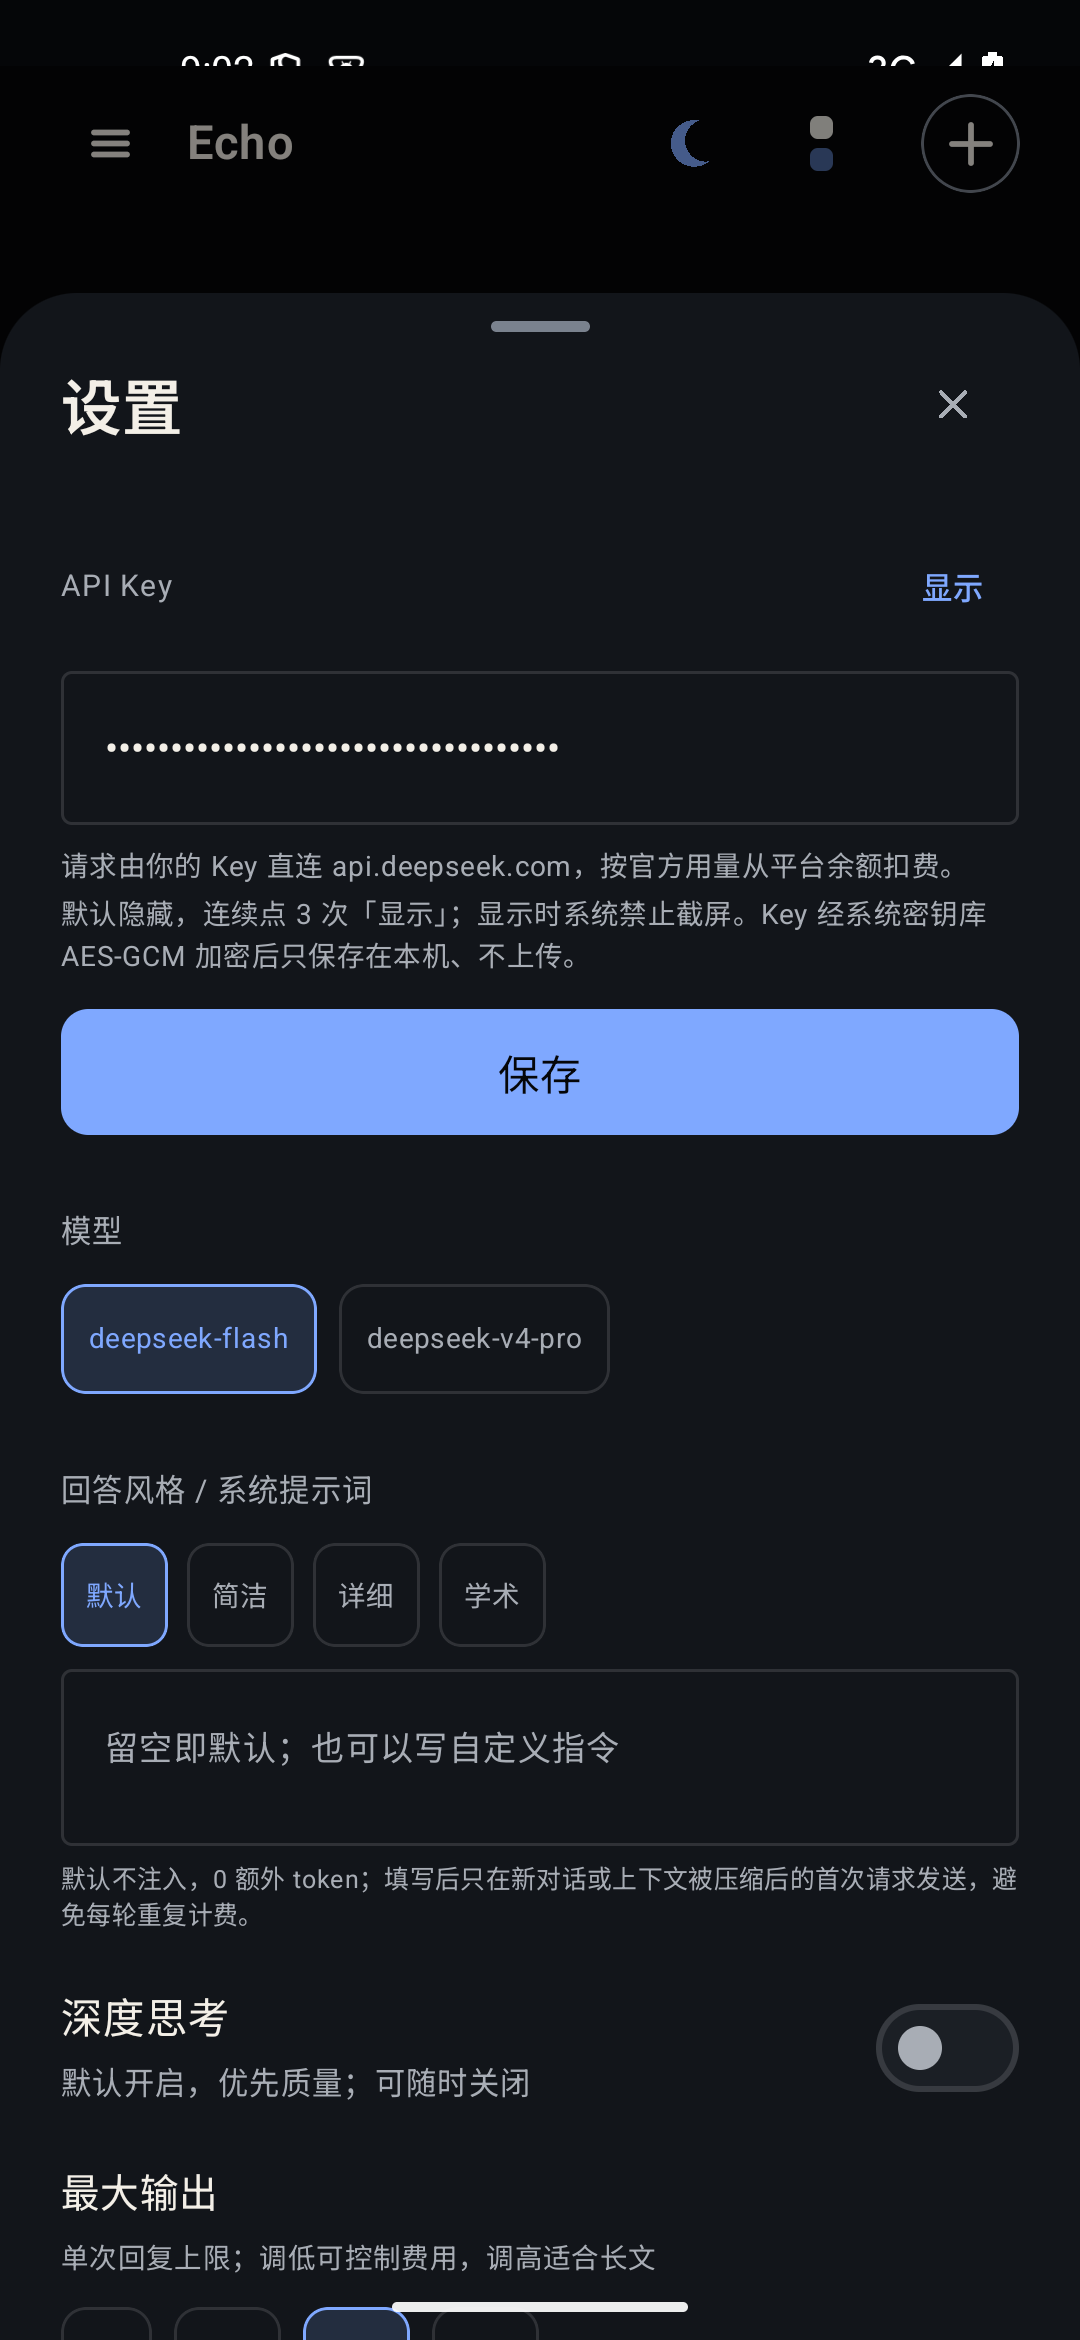 Echo
设置
API Key
显示
请求由你的 Key 直连 api.deepseek.com，按官方用量从平台余额扣费。
默认隐藏，连续点 3 次「显示」；显示时系统禁止截屏。Key 经系统密钥库
AES-GCM 加密后只保存在本机、不上传。
保存
模型
deepseek-flash
deepseek-v4-pro
回答风格 / 系统提示词
默认
简洁
详细
学术
留空即默认；也可以写自定义指令
默认不注入，0 额外 token；填写后只在新对话或上下文被压缩后的首次请求发送，避
免每轮重复计费。
深度思考
默认开启，优先质量；可随时关闭
最大输出
单次回复上限；调低可控制费用，调高适合长文